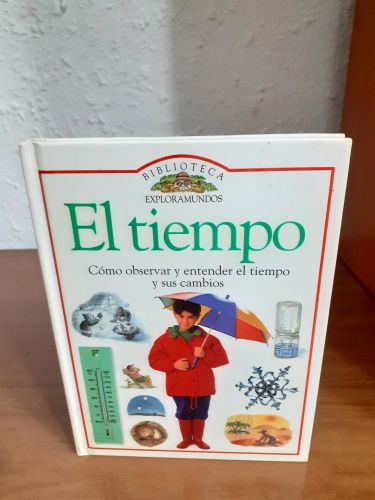 BIBLIOTECA
EXPLORAMUNDOS
El tiempo
Cómo observar y entender el tiempo
y sus cambios